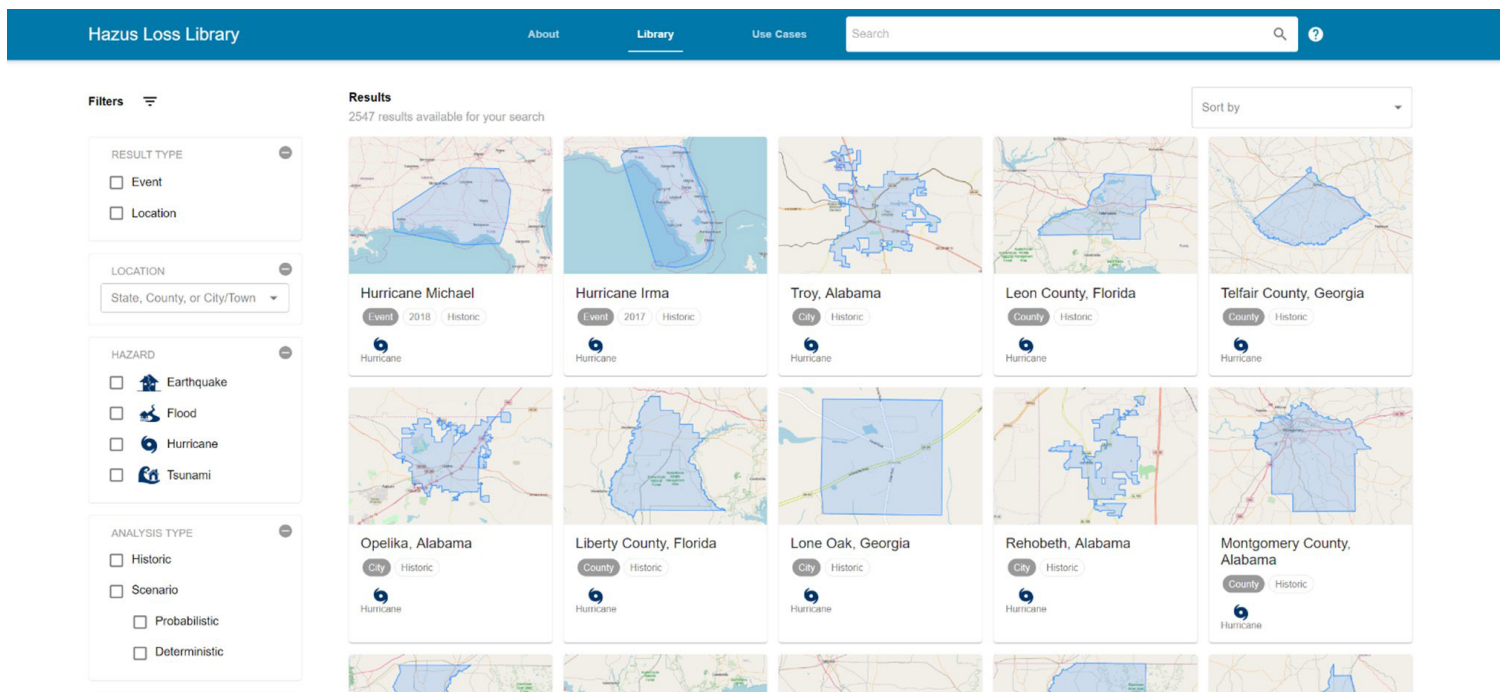 Hazus Loss Library
About
Library
Use Cases
Search
?
Filters
RESULT TYPE
Event
Location
LOCATION
State, County, or City/Town
HAZARD
Earthquake
Flood
Hurricane
Tsunami
ANALYSIS TYPE
Historic
Scenario
Probabilistic
Deterministic
Results
2547 results available for your search
Sort by
Hurricane Michael
Event 2018 Historic
Hurricane
Hurricane Irma
Event 2017 Historic
Hurricane
Troy, Alabama
City Historic
Hurricane
Leon County, Florida
County Historic
Hurricane
Telfair County, Georgia
County Historic
Hurricane
Opelika, Alabama
City Historic
Hurricane
Liberty County, Florida
County Historic
Hurricane
Lone Oak, Georgia
City Historic
Hurricane
Rehobeth, Alabama
City Historic
Hurricane
Montgomery County,
Alabama
County Historic
Hurricane